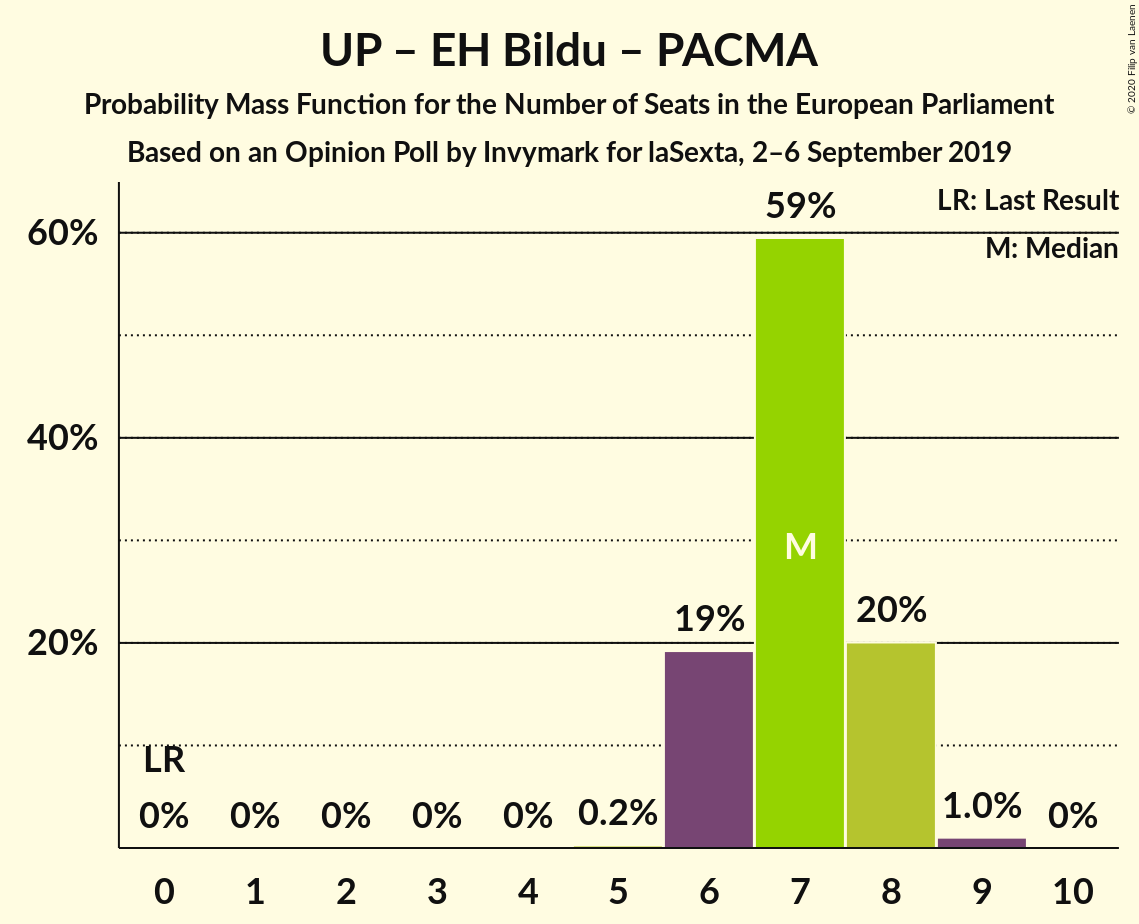 UP – EH Bildu – PACMA
Probability Mass Function for the Number of Seats in the European Parliament
Based on an Opinion Poll by Invymark for laSexta, 2–6 September 2019
© 2020 Filip van Laenen
LR: Last Result
M: Median
60%
40%
20%
59%
M
19%
20%
LR
0%
0%
0%
0%
0%
0.2%
1.0%
0%
0 1 2 3 4 5 6 7 8 9 10